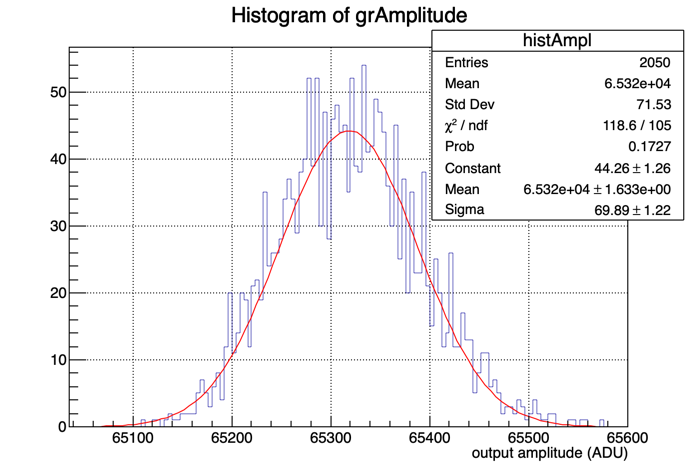 Histogram of grAmplitude
histAmpl
Entries 2050
Mean 6.532e+04
Std Dev 71.53
χ² / ndf 118.6 / 105
Prob 0.1727
Constant 44.26 ± 1.26
Mean 6.532e+04 ± 1.633e+00
Sigma 69.89 ± 1.22
50
40
30
20
10
0
65100 65200 65300 65400 65500 65600
output amplitude (ADU)